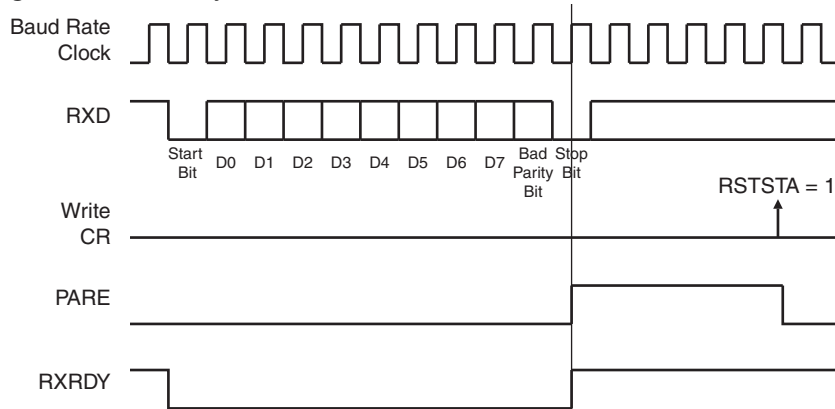 Baud Rate
Clock
RXD
Start
Bit
D0 D1 D2 D3 D4 D5 D6 D7
Bad
Parity
Bit
Stop
Bit
RSTSTA = 1
Write
CR
PARE
RXRDY